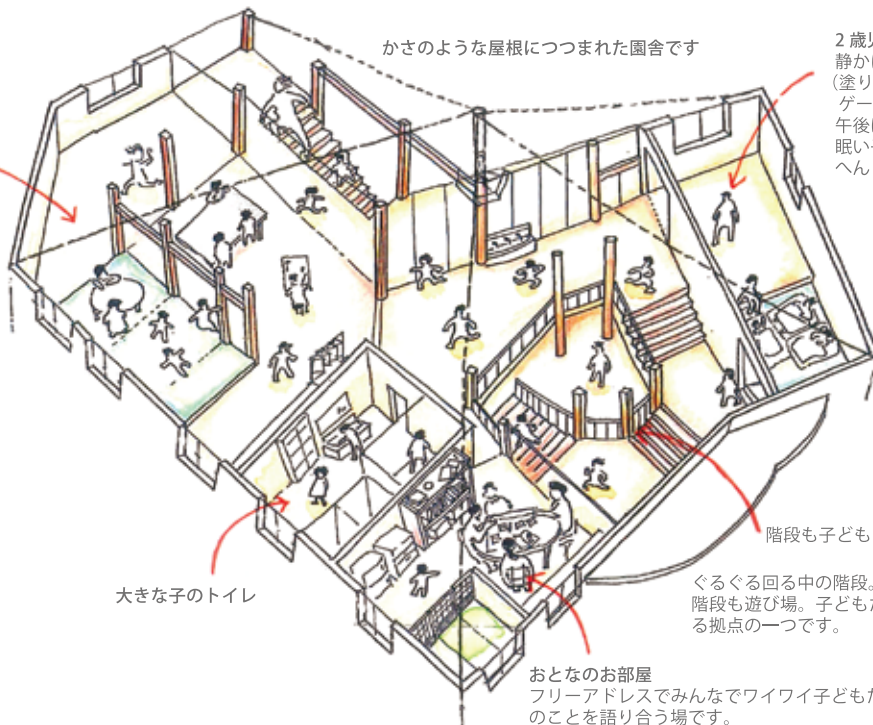 かさのような屋根につつまれた園舎です
2 歳
静かに
（塗り
ゲー
午後に
眠い
へん
階段も子ども
ぐるぐる回る中の階段。
階段も遊び場。子どもた
る拠点の一つです。
大きな子のトイレ
おとなのお部屋
フリーアドレスでみんなでワイワイ子どもた
のことを語り合う場です。